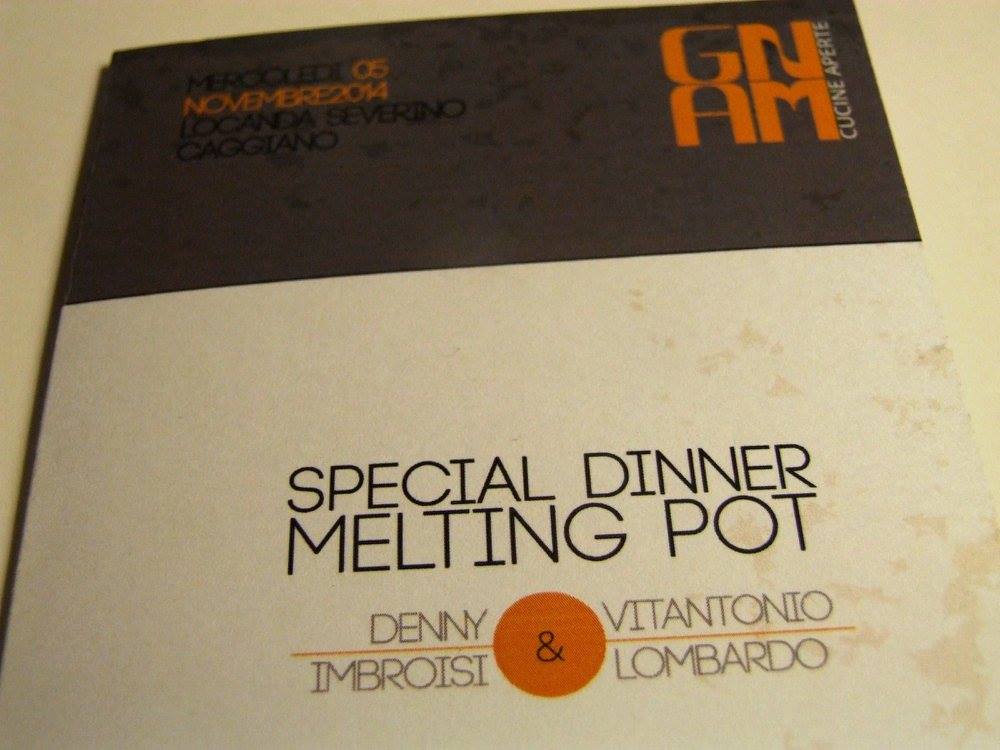 MERCOLEDÌ 05
NOVEMBRE2014
LOCANDA SEVERINO
CAGGIANO
GN
AM
CUCINE APERTE
SPECIAL DINNER
MELTING POT
DENNY
IMBROISI
&
VITANTONIO
LOMBARDO